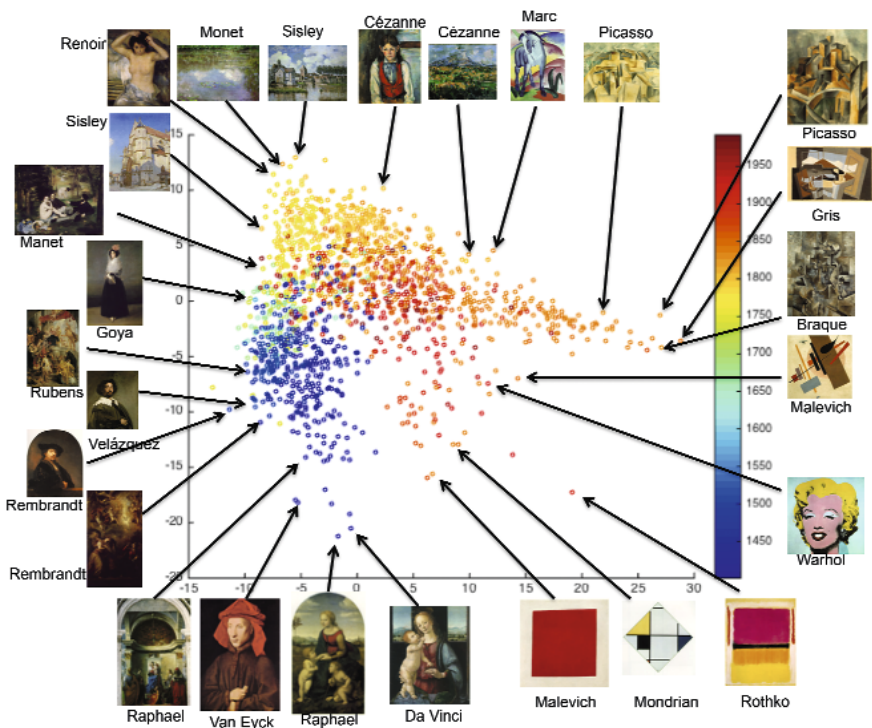 Renoir
Monet
Sisley
Cézanne
Cézanne
Marc
Picasso
Picasso
Sisley
Gris
Manet
Goya
Braque
Rubens
Malevich
Velázquez
Rembrandt
Warhol
Rembrandt
15
10
5
0
-5
-10
-15
-20
-25
-15
-10
-5
0
5
10
15
20
25
30
1950
1900
1850
1800
1750
1700
1650
1600
1550
1500
1450
Raphael
Van Eyck
Raphael
Da Vinci
Malevich
Mondrian
Rothko